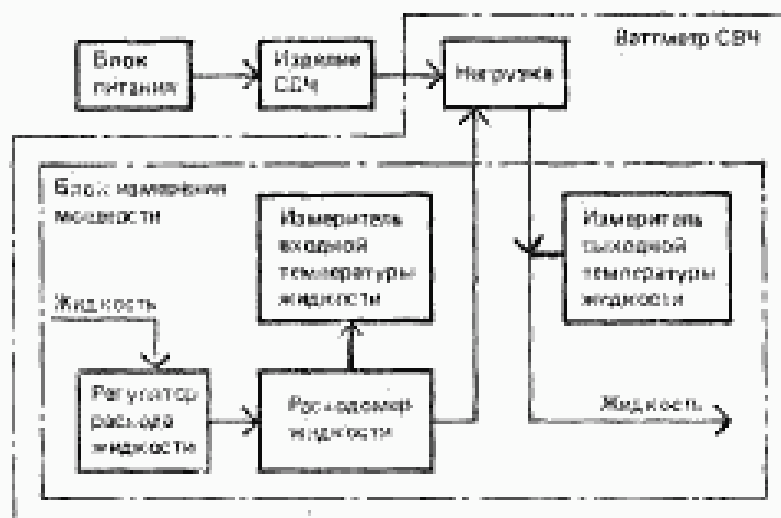 Ваттметр СВЧ
Блок
питания
Изделие
СВЧ
Нагрузка
Блок измерения
мощности
Измеритель
входной
температуры
жидкости
Измеритель
выходной
температуры
жидкости
Жидкость
Регулятор
расхода
жидкости
Расходомер
жидкости
Жидкость